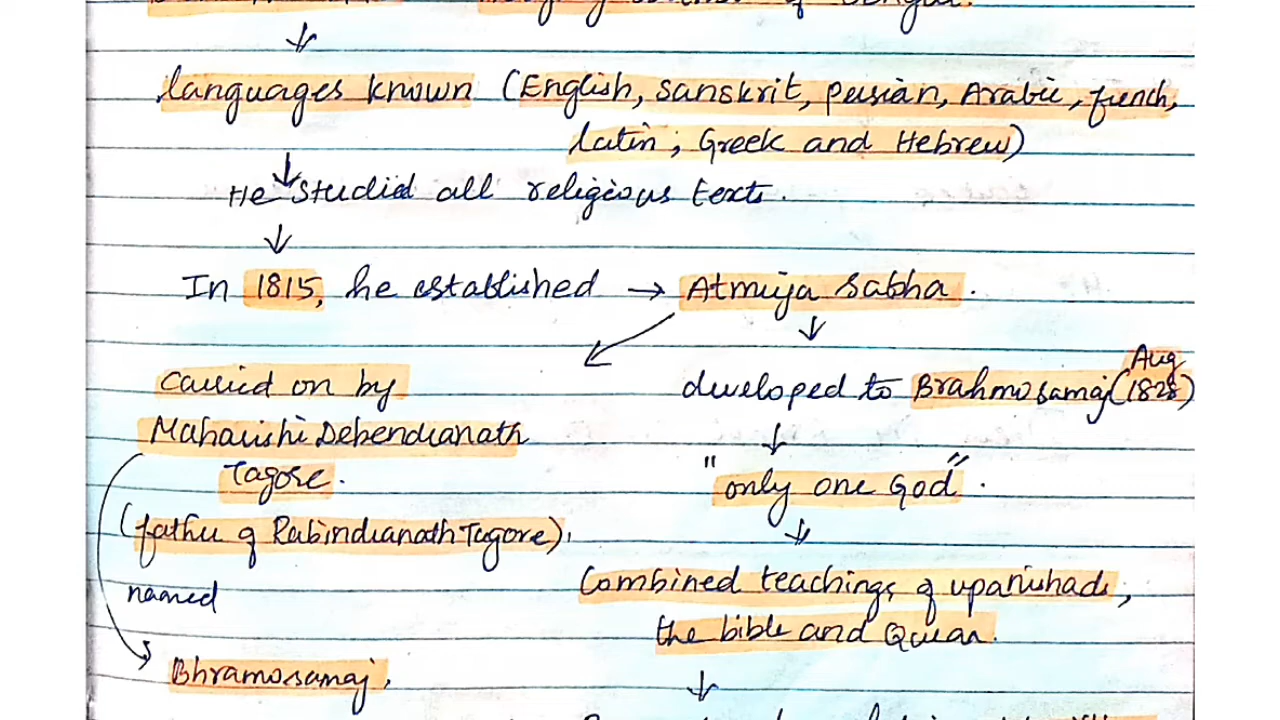 of Bengal.
languages known (English, sanskrit, persian, Arabic, french,
latin, Greek and Hebrew)
He studied all religious texts.
In 1815, he established → Atmiya sabha.
carried on by
Maharishi Debendranath
Tagore.
(father of Rabindranath Tagore).
named
Bhramosamaj.
developed to Brahmosamaj (Aug 1828)
"only one God".
Combined teachings of upanishads,
the bible and Quran.